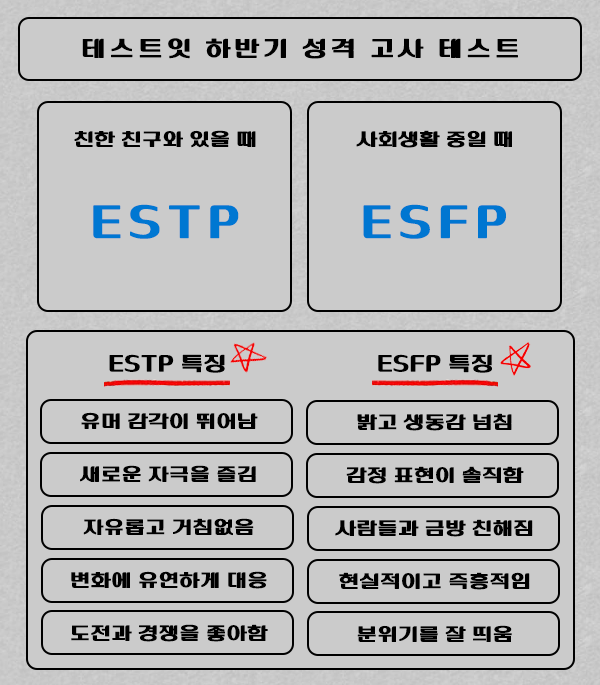 테스트잇 하반기 성격 고사 테스트
친한 친구와 있을 때
ESTP
사회생활 중일 때
ESFP
ESTP 특징
유머 감각이 뛰어남
새로운 자극을 즐김
자유롭고 거침없음
변화에 유연하게 대응
도전과 경쟁을 좋아함
ESFP 특징
밝고 생동감 넘침
감정 표현이 솔직함
사람들과 금방 친해짐
현실적이고 즉흥적임
분위기를 잘 띄움